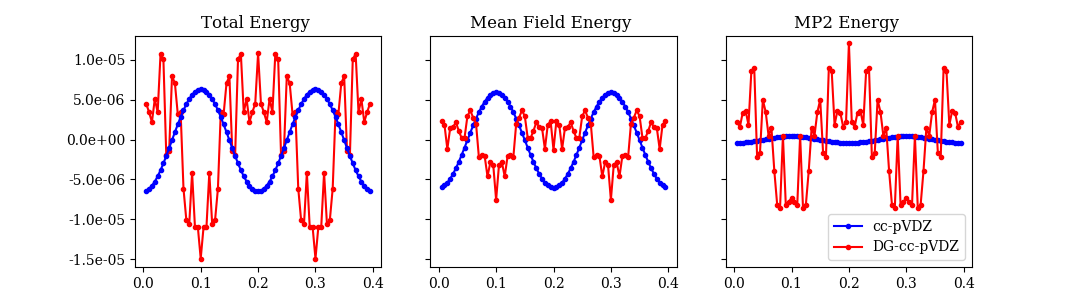 Total Energy
Mean Field Energy
MP2 Energy
1.0e-05
5.0e-06
0.0e+00
-5.0e-06
-1.0e-05
-1.5e-05
cc-pVDZ
DG-cc-pVDZ
0.0 0.1 0.2 0.3 0.4
0.0 0.1 0.2 0.3 0.4
0.0 0.1 0.2 0.3 0.4